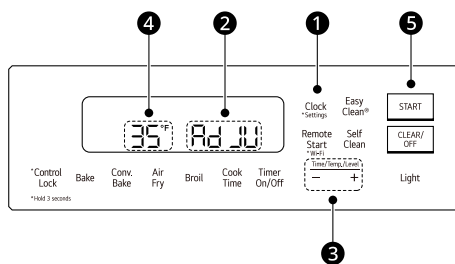 4 2 1 5
Clock
*Settings
Easy
Clean®
START
35°F AdJU
Remote
Start
*Wi-Fi
Self
Clean
CLEAR/
OFF
*Control
Lock
Bake
Conv.
Bake
Air
Fry
Broil
Cook
Time
Timer
On/Off
Time/Temp./Level
− +
Light
*Hold 3 seconds
3